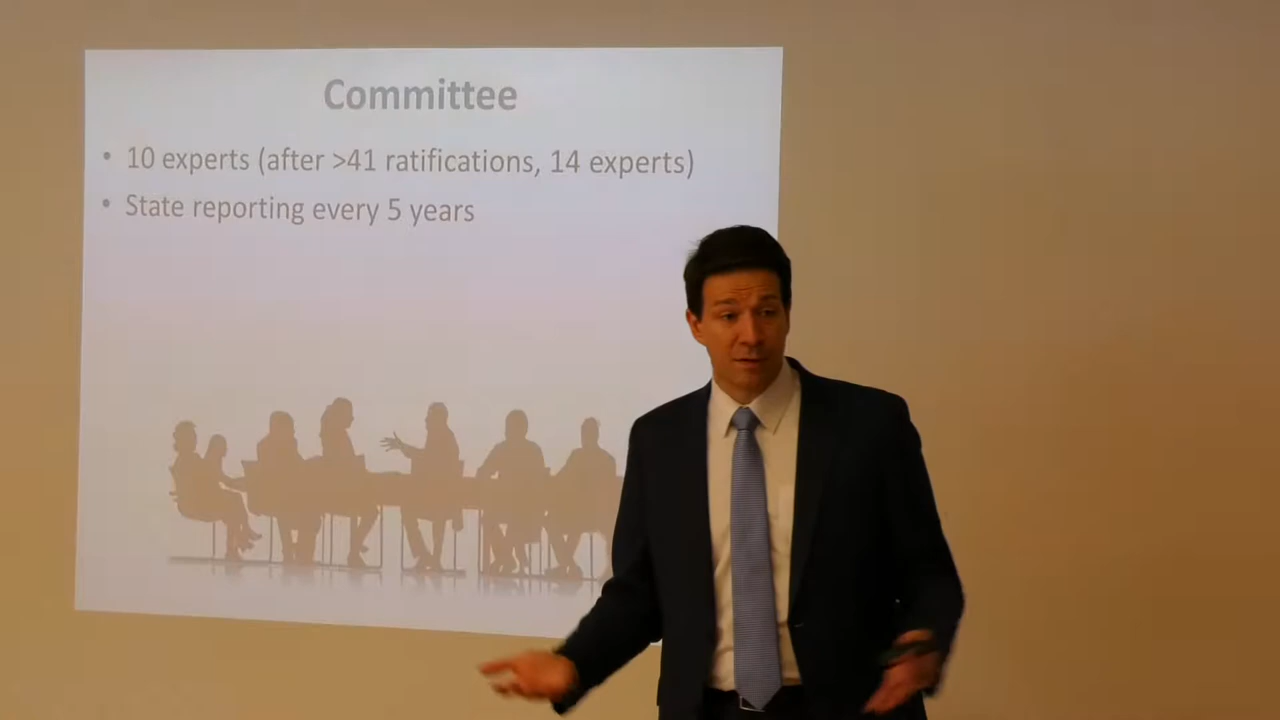 Committee
• 10 experts (after >41 ratifications, 14 experts)
• State reporting every 5 years